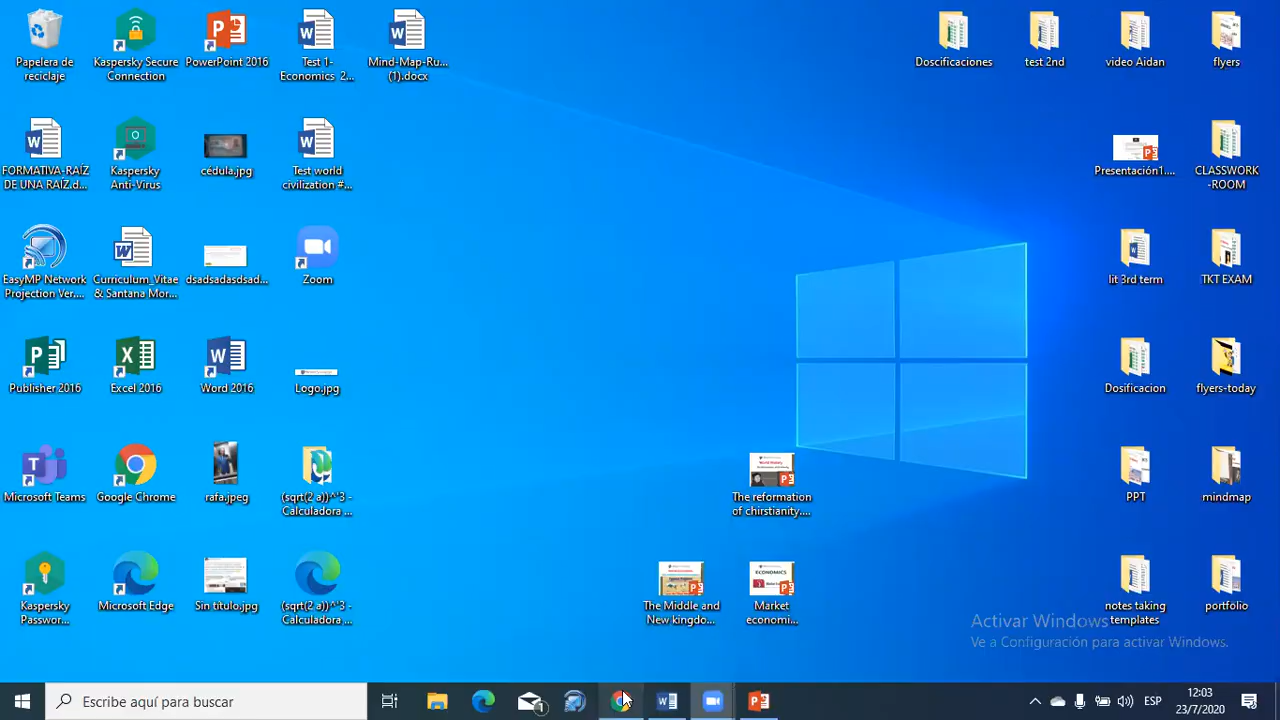 Papelera de
reciclaje
Kaspersky Secure
Connection
PowerPoint 2016
Test 1-
Economics 2...
Mind-Map-Ru...
(1).docx
Doscificaciones
test 2nd
video Aidan
flyers
FORMATIVA-RAÍZ
DE UNA RAÍZ.d...
Kaspersky
Anti-Virus
cédula.jpg
Test world
civilization #...
Presentación1....
CLASSWORK
-ROOM
EasyMP Network
Projection Ver....
Curriculum_Vitae
& Santana Mor...
dsadsadasdsad...
Zoom
lit 3rd term
TKT EXAM
Publisher 2016
Excel 2016
Word 2016
Logo.jpg
Dosificacion
flyers-today
Microsoft Teams
Google Chrome
rafa.jpeg
(sqrt(2 a))^3 -
Calculadora ...
The reformation
of chirstianity....
PPT
mindmap
Kaspersky
Passwor...
Microsoft Edge
Sin título.jpg
(sqrt(2 a))^3 -
Calculadora ...
The Middle and
New kingdo...
ECONOMICS
Market
economi...
notes taking
templates
portfolio
Activar Windows
Ve a Configuración para activar Windows.
Escribe aquí para buscar
1
ESP
12:03
23/7/2020